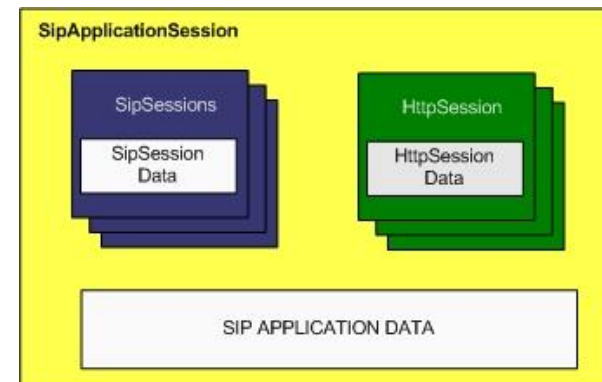 SipApplicationSession
SipSessions
SipSession
Data
HttpSession
HttpSession
Data
SIP APPLICATION DATA